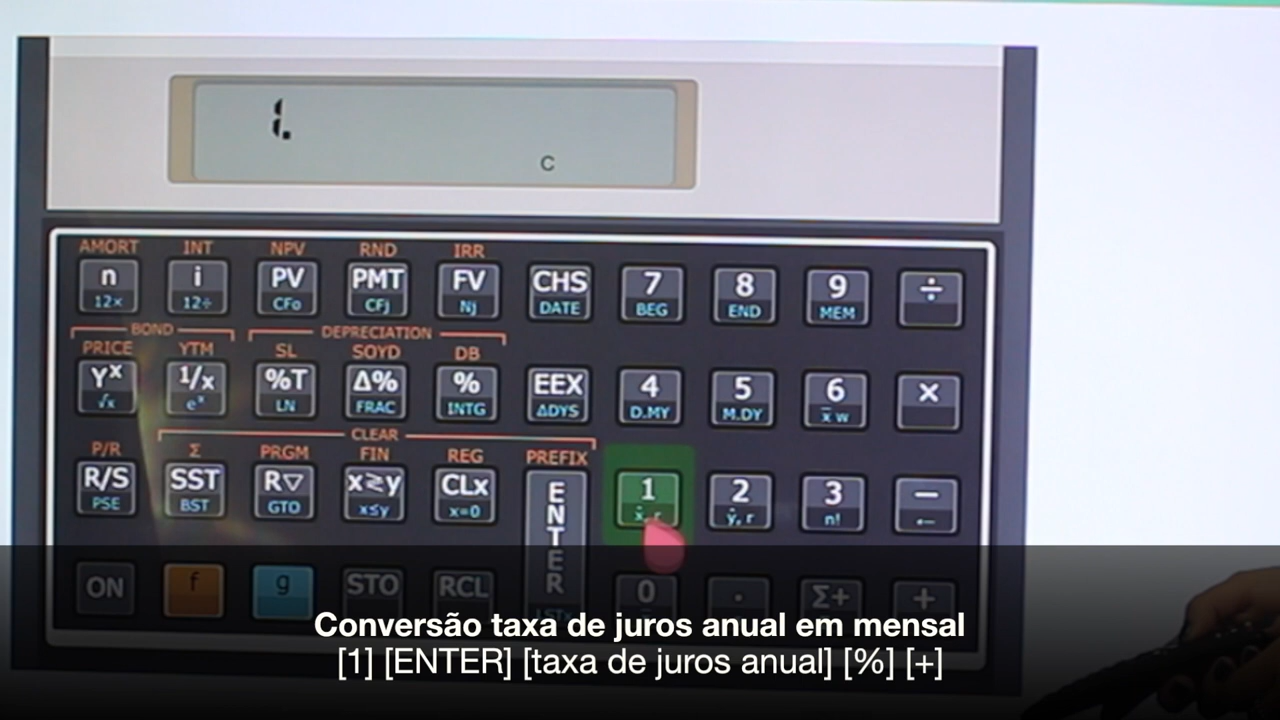 1.
C
AMORT INT NPV RND IRR
n i PV PMT FV CHS 7 8 9 ÷
12× 12÷ CFo CFj Nj DATE BEG END MEM
BOND DEPRECIATION
PRICE YTM SL SOYD DB
Yˣ 1/x %T Δ% % EEX 4 5 6 ×
√x eˣ LN FRAC INTG ΔDYS D.MY M.DY x̄ w
CLEAR
P/R Σ PRGM FIN REG PREFIX
R/S SST R▽ x≷y CLx ENTER 1 2 3 −
PSE BST GTO x≤y x=0 x̂, r ŷ, r n! ←
ON f g STO RCL 0 . Σ+ +
Conversão taxa de juros anual em mensal
[1] [ENTER] [taxa de juros anual] [%] [+]